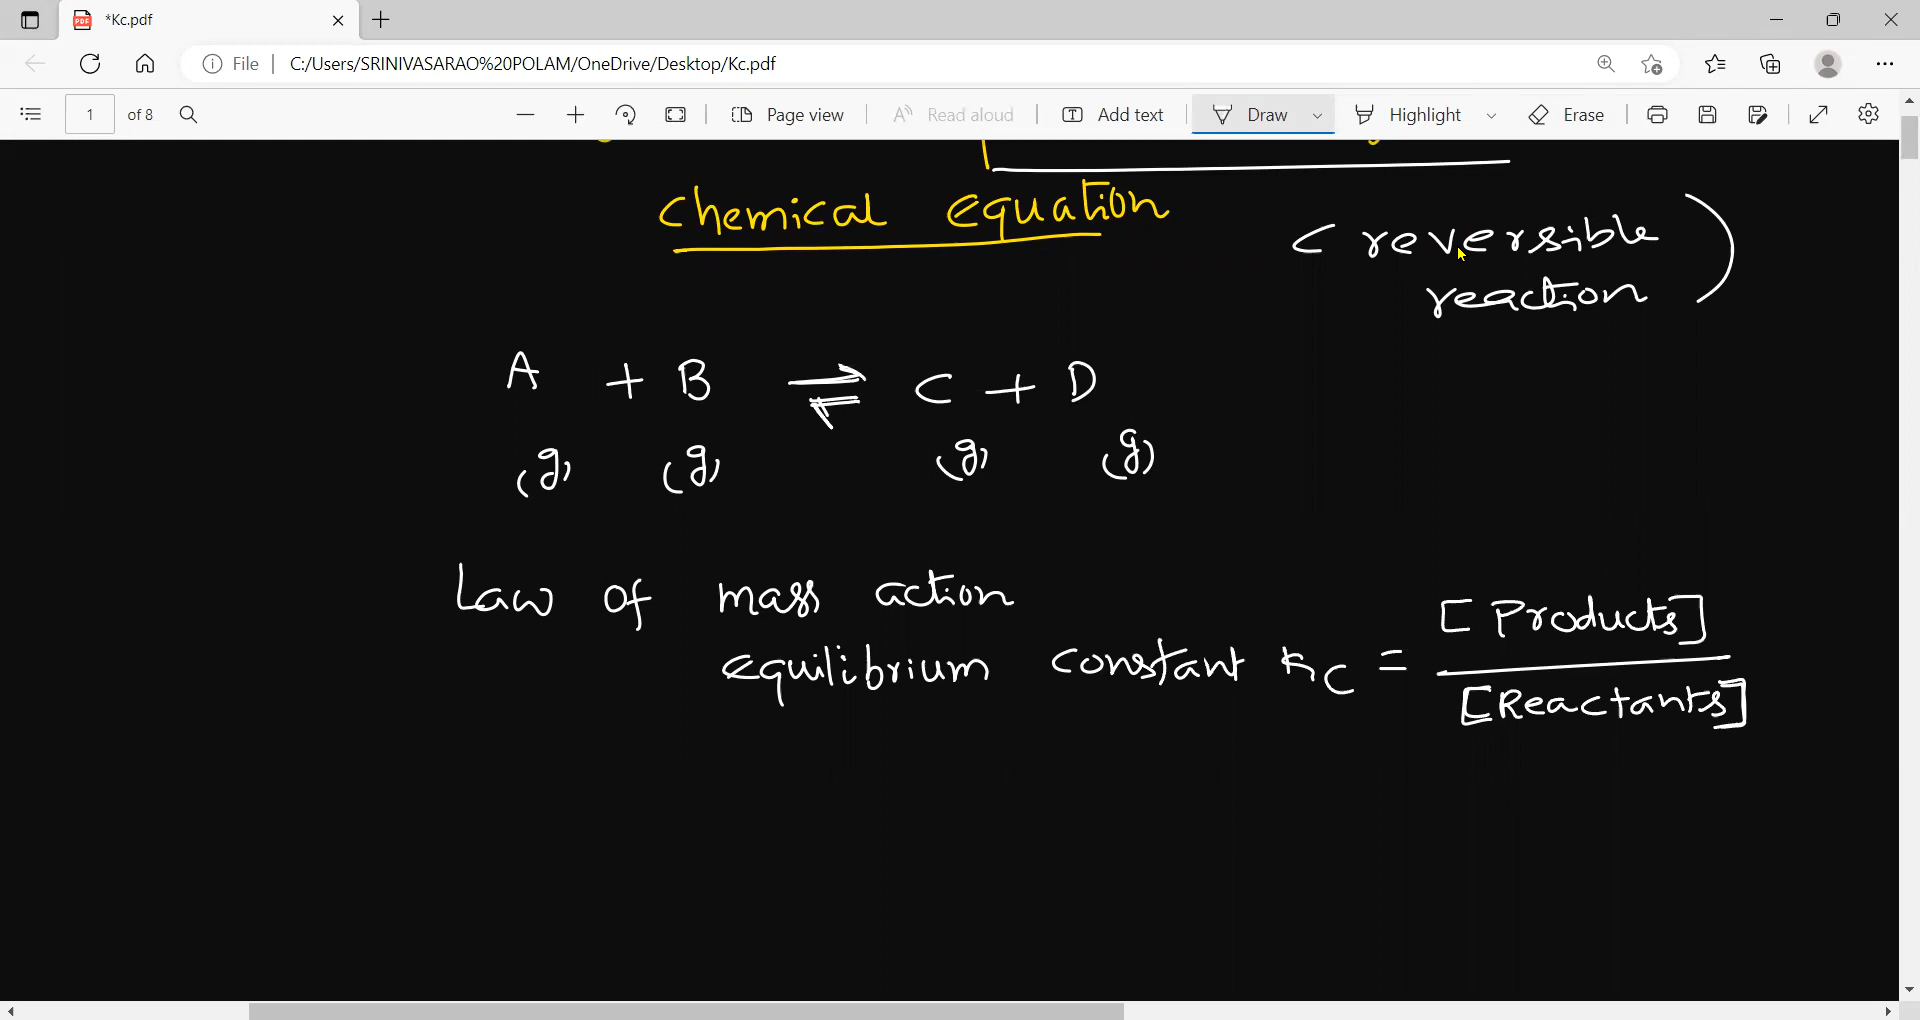 *Kc.pdf
File C:/Users/SRINIVASARAO%20POLAM/OneDrive/Desktop/Kc.pdf
1 of 8 Page view Read aloud Add text Draw Highlight Erase
chemical equation
( reversible
reaction )
A + B ⇌ C + D
(g) (g) (g) (g)
Law of mass action
equilibrium constant Kc = [Products]
[Reactants]